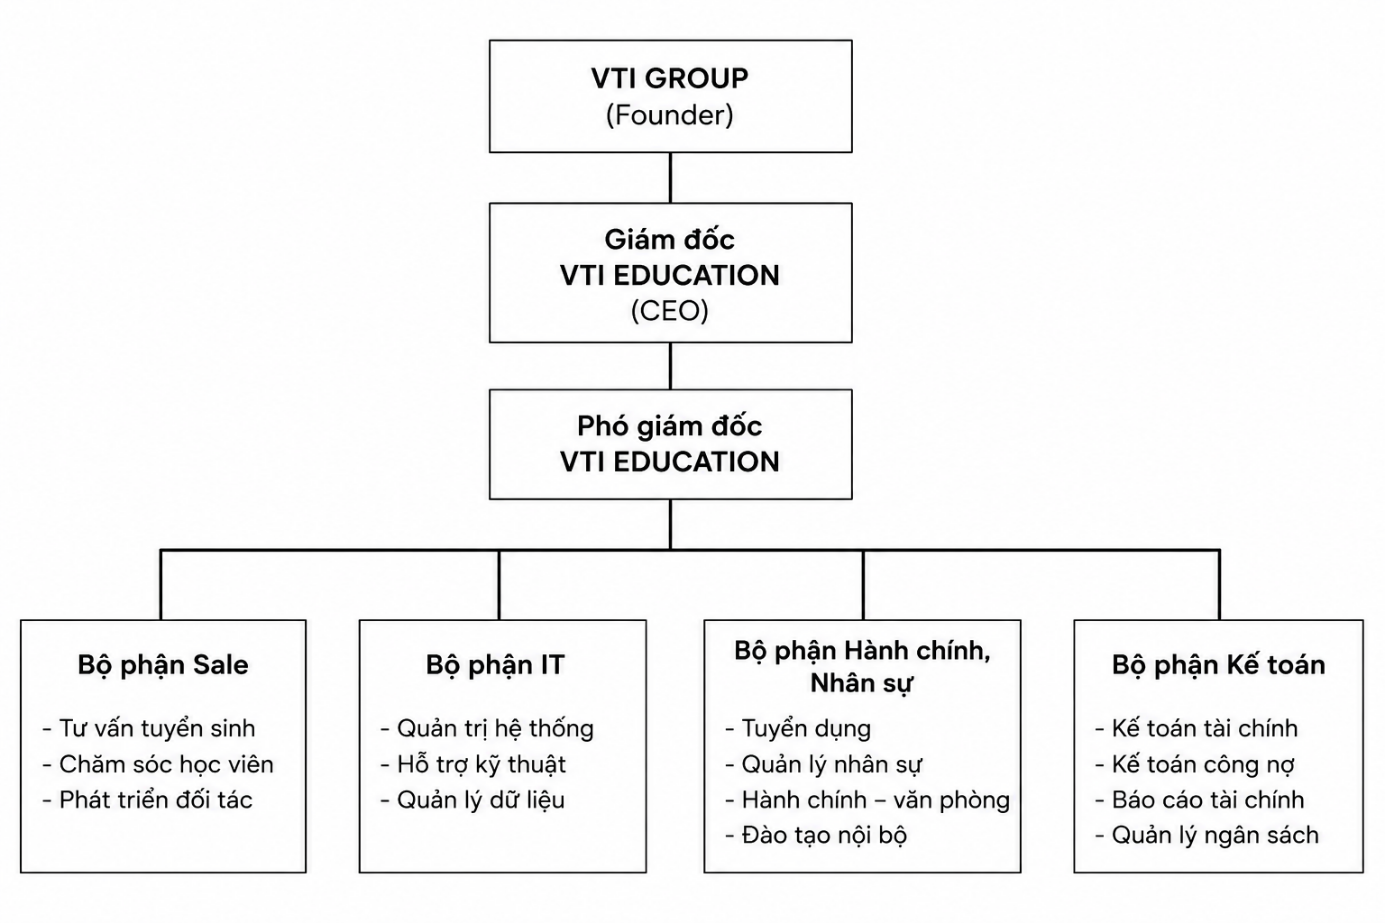 VTI GROUP
(Founder)
Giám đốc
VTI EDUCATION
(CEO)
Phó giám đốc
VTI EDUCATION
Bộ phận Sale
- Tư vấn tuyển sinh
- Chăm sóc học viên
- Phát triển đối tác
Bộ phận IT
- Quản trị hệ thống
- Hỗ trợ kỹ thuật
- Quản lý dữ liệu
Bộ phận Hành chính,
Nhân sự
- Tuyển dụng
- Quản lý nhân sự
- Hành chính – văn phòng
- Đào tạo nội bộ
Bộ phận Kế toán
- Kế toán tài chính
- Kế toán công nợ
- Báo cáo tài chính
- Quản lý ngân sách